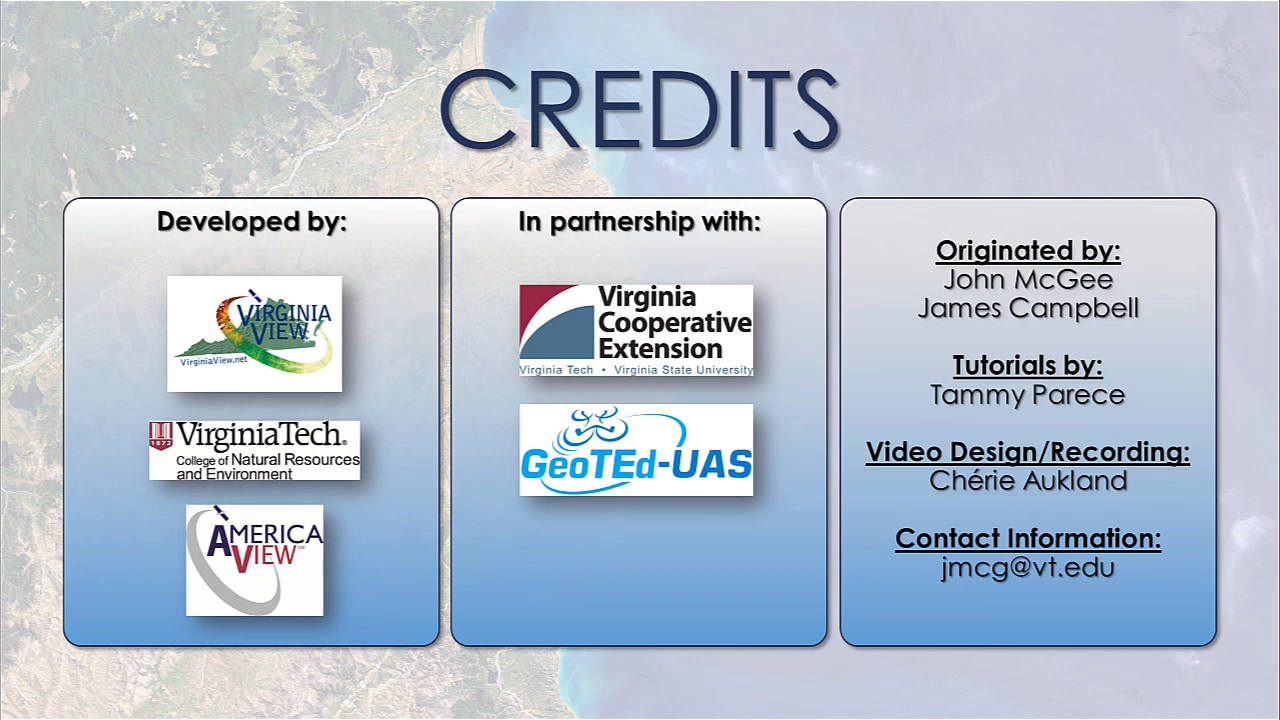 CREDITS
Developed by:
VIRGINIA
VIEW
VirginiaView.net
1872
VirginiaTech®
College of Natural Resources
and Environment
AMERICA
VIEW™
In partnership with:
Virginia
Cooperative
Extension
Virginia Tech • Virginia State University
GeoTEd-UAS
Originated by:
John McGee
James Campbell
Tutorials by:
Tammy Parece
Video Design/Recording:
Chérie Aukland
Contact Information:
jmcg@vt.edu